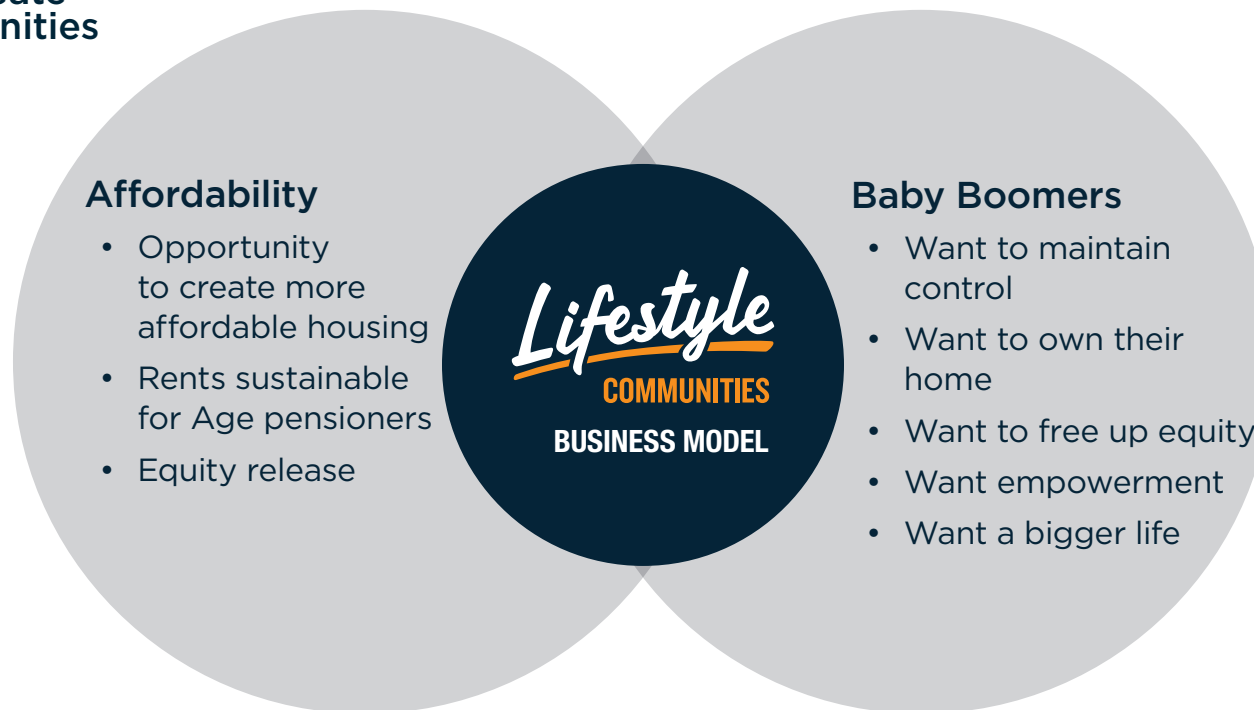 nities
Affordability
• Opportunity
to create more
affordable housing
• Rents sustainable
for Age pensioners
• Equity release
Lifestyle
COMMUNITIES
BUSINESS MODEL
Baby Boomers
• Want to maintain
control
• Want to own their
home
• Want to free up equity
• Want empowerment
• Want a bigger life